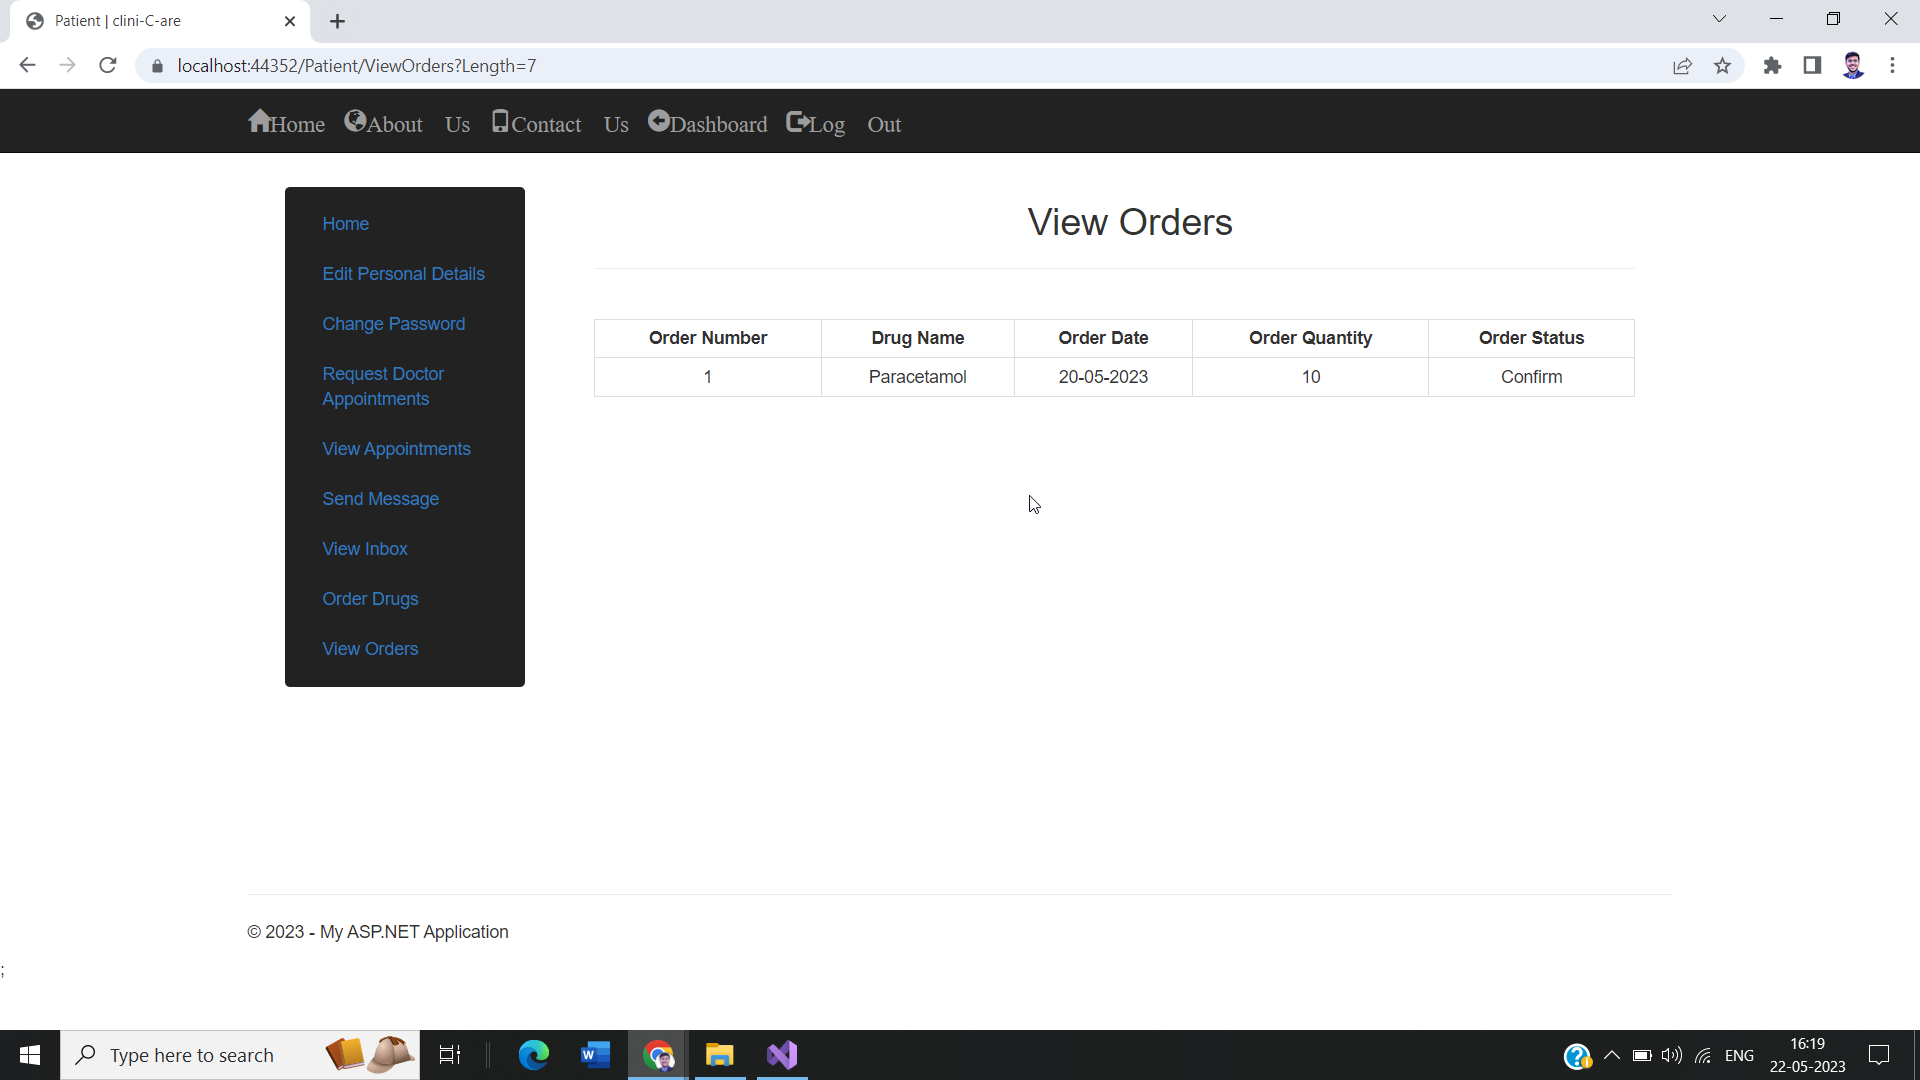 Patient | clini-C-are
localhost:44352/Patient/ViewOrders?Length=7
Home About Us Contact Us Dashboard Log Out
Home
Edit Personal Details
Change Password
Request Doctor
Appointments
View Appointments
Send Message
View Inbox
Order Drugs
View Orders
View Orders
Order Number Drug Name Order Date Order Quantity Order Status
1 Paracetamol 20-05-2023 10 Confirm
© 2023 - My ASP.NET Application
;
Type here to search
ENG
16:19
22-05-2023